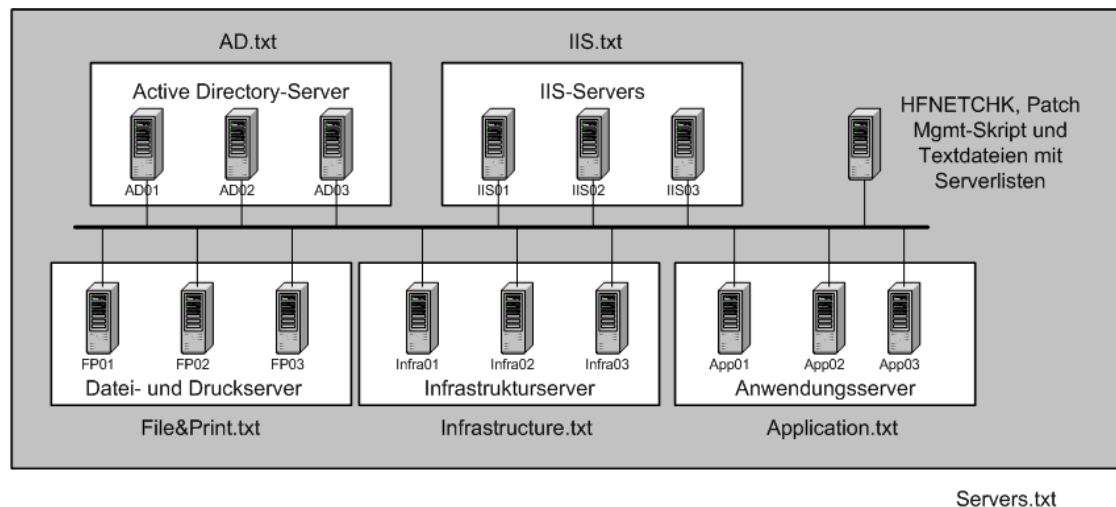 AD.txt
IIS.txt
Active Directory-Server
IIS-Servers
AD01
AD02
AD03
IIS01
IIS02
IIS03
HFNETCHK, Patch
Mgmt-Skript und
Textdateien mit
Serverlisten
FP01
FP02
FP03
Datei- und Druckserver
Infra01
Infra02
Infra03
Infrastrukturserver
App01
App02
App03
Anwendungsserver
File&Print.txt
Infrastructure.txt
Application.txt
Servers.txt